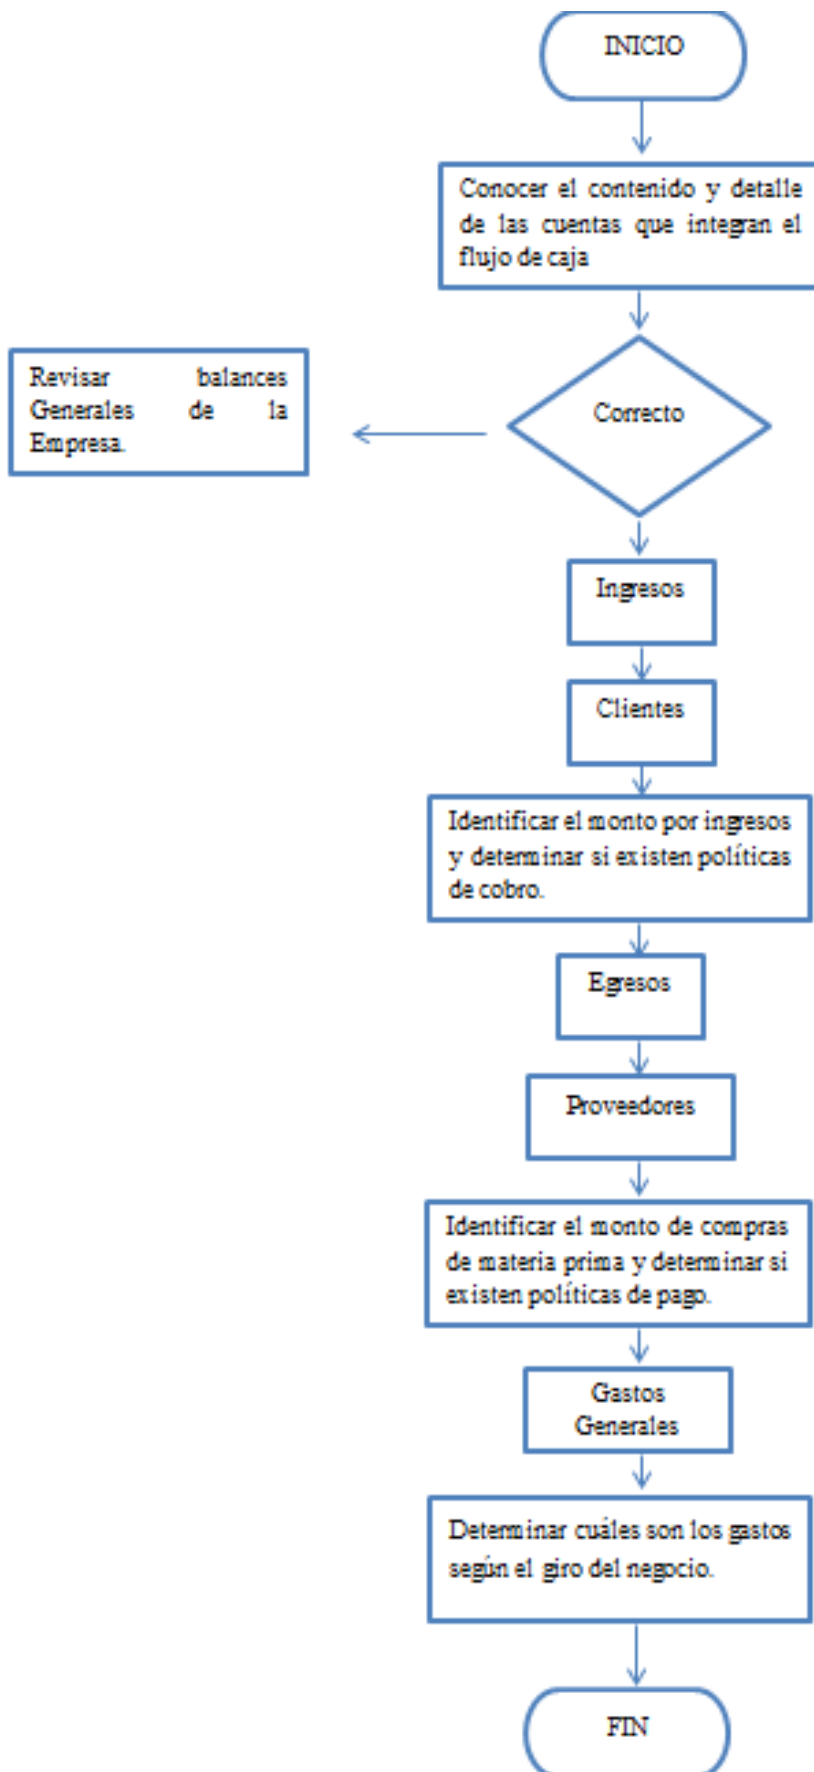 INICIO
Conocer el contenido y detalle
de las cuentas que integran el
flujo de caja
Revisar balances
Generales de la
Empresa.
Correcto
Ingresos
Clientes
Identificar el monto por ingresos
y determinar si existen políticas
de cobro.
Egresos
Proveedores
Identificar el monto de compras
de materia prima y determinar si
existen políticas de pago.
Gastos
Generales
Determinar cuáles son los gastos
según el giro del negocio.
FIN